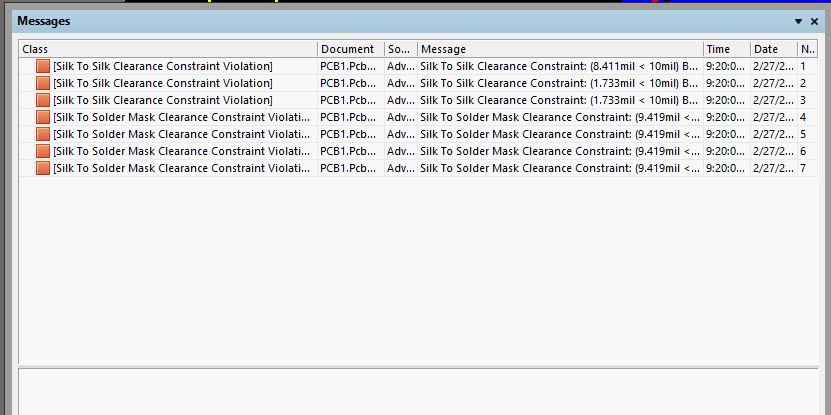 Messages
Class Document So... Message Time Date N..
[Silk To Silk Clearance Constraint Violation] PCB1.Pcb... Adv... Silk To Silk Clearance Constraint: (8.411mil < 10mil) B... 9:20:0... 2/27/2... 1
[Silk To Silk Clearance Constraint Violation] PCB1.Pcb... Adv... Silk To Silk Clearance Constraint: (1.733mil < 10mil) B... 9:20:0... 2/27/2... 2
[Silk To Silk Clearance Constraint Violation] PCB1.Pcb... Adv... Silk To Silk Clearance Constraint: (1.733mil < 10mil) B... 9:20:0... 2/27/2... 3
[Silk To Solder Mask Clearance Constraint Violati... PCB1.Pcb... Adv... Silk To Solder Mask Clearance Constraint: (9.419mil <... 9:20:0... 2/27/2... 4
[Silk To Solder Mask Clearance Constraint Violati... PCB1.Pcb... Adv... Silk To Solder Mask Clearance Constraint: (9.419mil <... 9:20:0... 2/27/2... 5
[Silk To Solder Mask Clearance Constraint Violati... PCB1.Pcb... Adv... Silk To Solder Mask Clearance Constraint: (9.419mil <... 9:20:0... 2/27/2... 6
[Silk To Solder Mask Clearance Constraint Violati... PCB1.Pcb... Adv... Silk To Solder Mask Clearance Constraint: (9.419mil <... 9:20:0... 2/27/2... 7